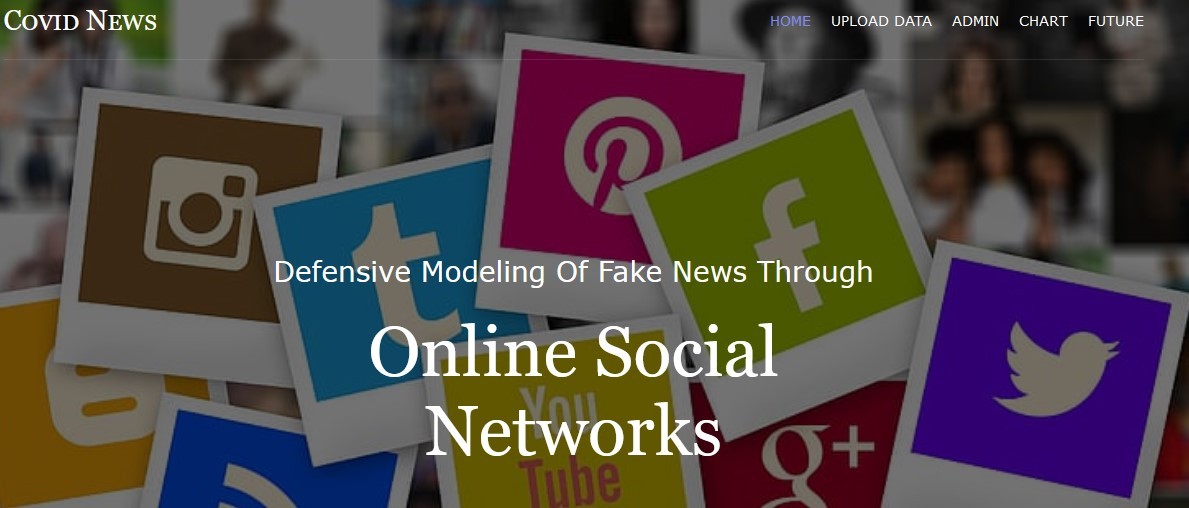 Covid News
HOME UPLOAD DATA ADMIN CHART FUTURE
Defensive Modeling Of Fake News Through
Online Social
Networks
You
Tube
g+